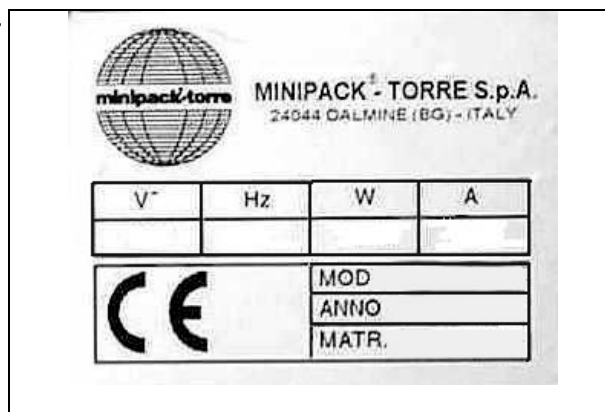 minipack-torre
MINIPACK® - TORRE S.p.A.
24044 DALMINE (BG) - ITALY
V~ Hz W A
CE
MOD
ANNO
MATR.